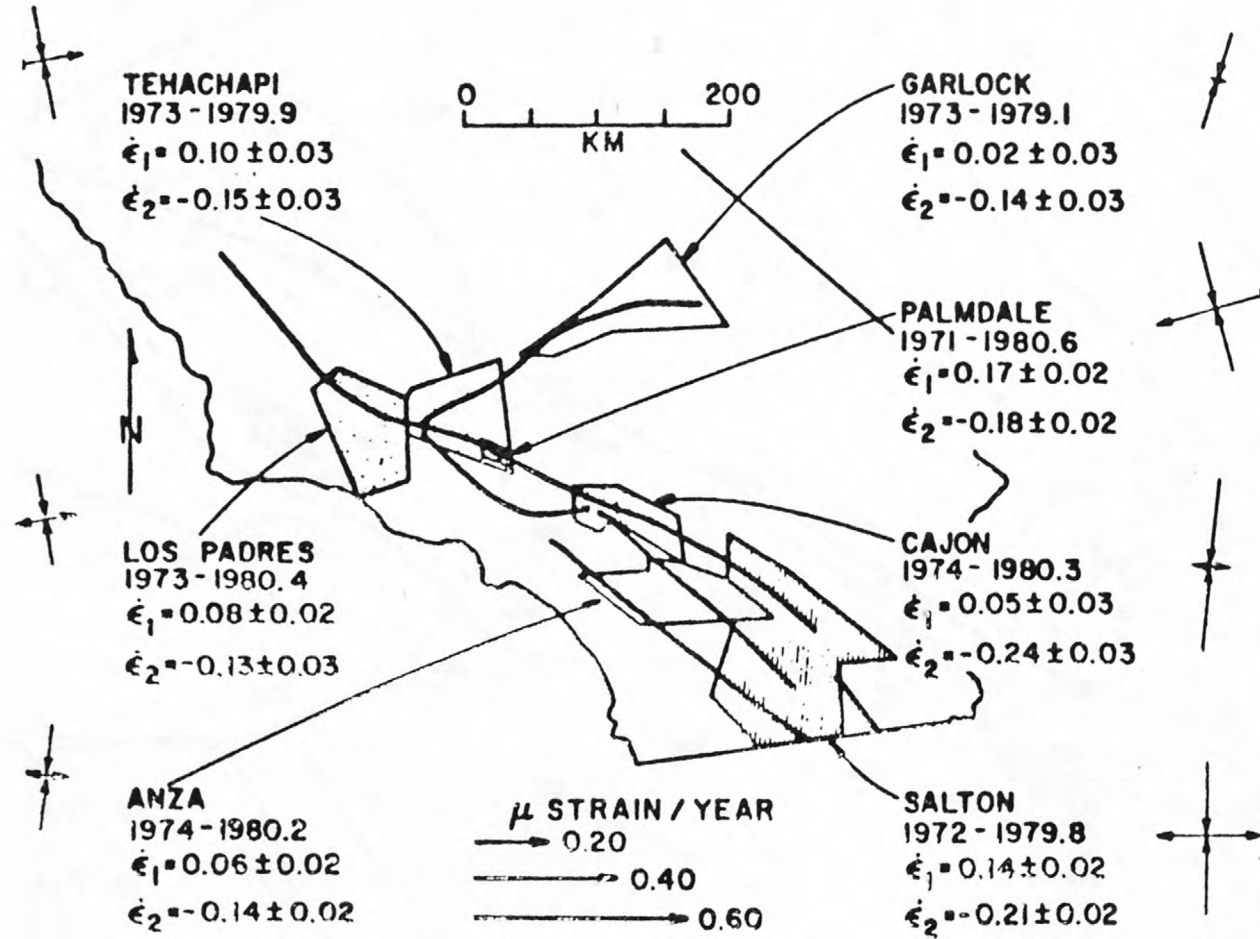 TEHACHAPI
1973-1979.9
ε̇₁=0.10±0.03
ε̇₂=-0.15±0.03
0 200
KM
GARLOCK
1973-1979.1
ε̇₁=0.02±0.03
ε̇₂=-0.14±0.03
PALMDALE
1971-1980.6
ε̇₁=0.17±0.02
ε̇₂=-0.18±0.02
N
LOS PADRES
1973-1980.4
ε̇₁=0.08±0.02
ε̇₂=-0.13±0.03
CAJON
1974-1980.3
ε̇₁=0.05±0.03
ε̇₂=-0.24±0.03
ANZA
1974-1980.2
ε̇₁=0.06±0.02
ε̇₂=-0.14±0.02
μ STRAIN/YEAR
0.20
0.40
0.60
SALTON
1972-1979.8
ε̇₁=0.14±0.02
ε̇₂=-0.21±0.02